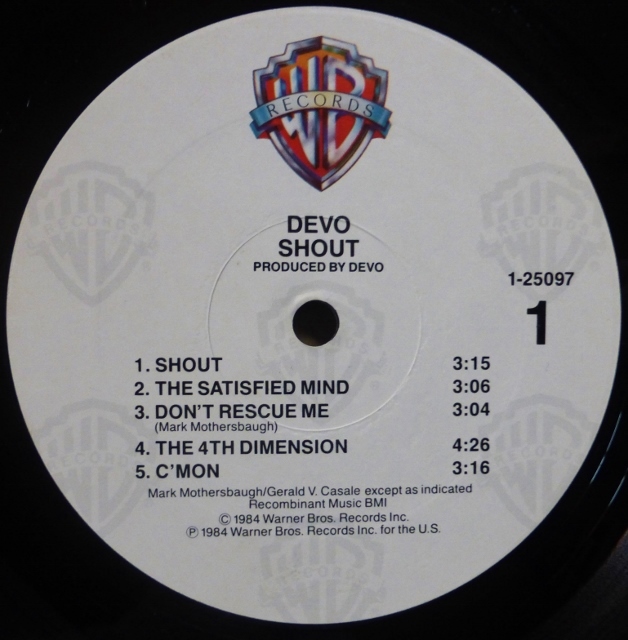 WB
RECORDS
DEVO
SHOUT
PRODUCED BY DEVO
1-25097
1
1. SHOUT 3:15
2. THE SATISFIED MIND 3:06
3. DON'T RESCUE ME 3:04
(Mark Mothersbaugh)
4. THE 4TH DIMENSION 4:26
5. C'MON 3:16
Mark Mothersbaugh/Gerald V. Casale except as indicated
Recombinant Music BMI
© 1984 Warner Bros. Records Inc.
℗ 1984 Warner Bros. Records Inc. for the U.S.